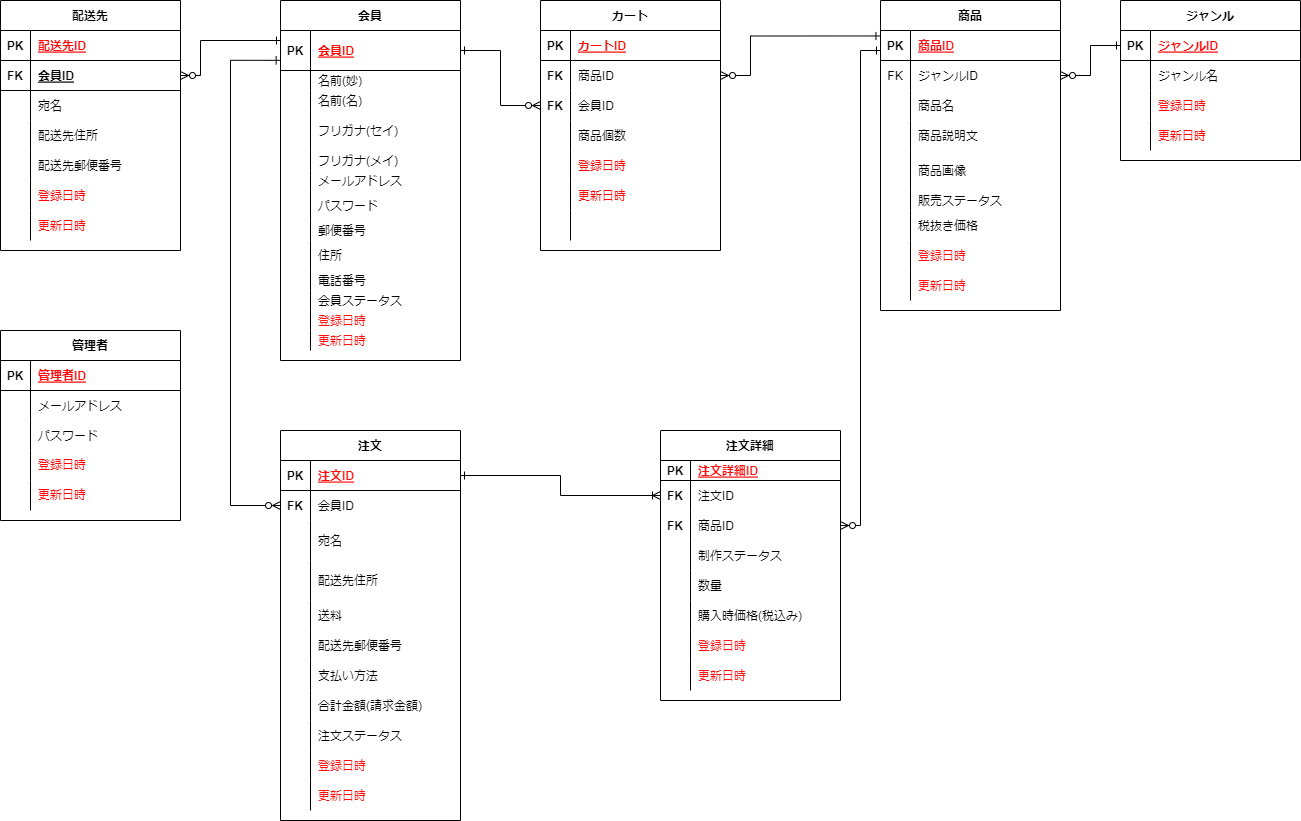 配送先
PK 配送先ID
FK 会員ID
宛名
配送先住所
配送先郵便番号
登録日時
更新日時
会員
PK 会員ID
名前(妙)
名前(名)
フリガナ(セイ)
フリガナ(メイ)
メールアドレス
パスワード
郵便番号
住所
電話番号
会員ステータス
登録日時
更新日時
カート
PK カートID
FK 商品ID
FK 会員ID
商品個数
登録日時
更新日時
商品
PK 商品ID
FK ジャンルID
商品名
商品説明文
商品画像
販売ステータス
税抜き価格
登録日時
更新日時
ジャンル
PK ジャンルID
ジャンル名
登録日時
更新日時
管理者
PK 管理者ID
メールアドレス
パスワード
登録日時
更新日時
注文
PK 注文ID
FK 会員ID
宛名
配送先住所
送料
配送先郵便番号
支払い方法
合計金額(請求金額)
注文ステータス
登録日時
更新日時
注文詳細
PK 注文詳細ID
FK 注文ID
FK 商品ID
制作ステータス
数量
購入時価格(税込み)
登録日時
更新日時